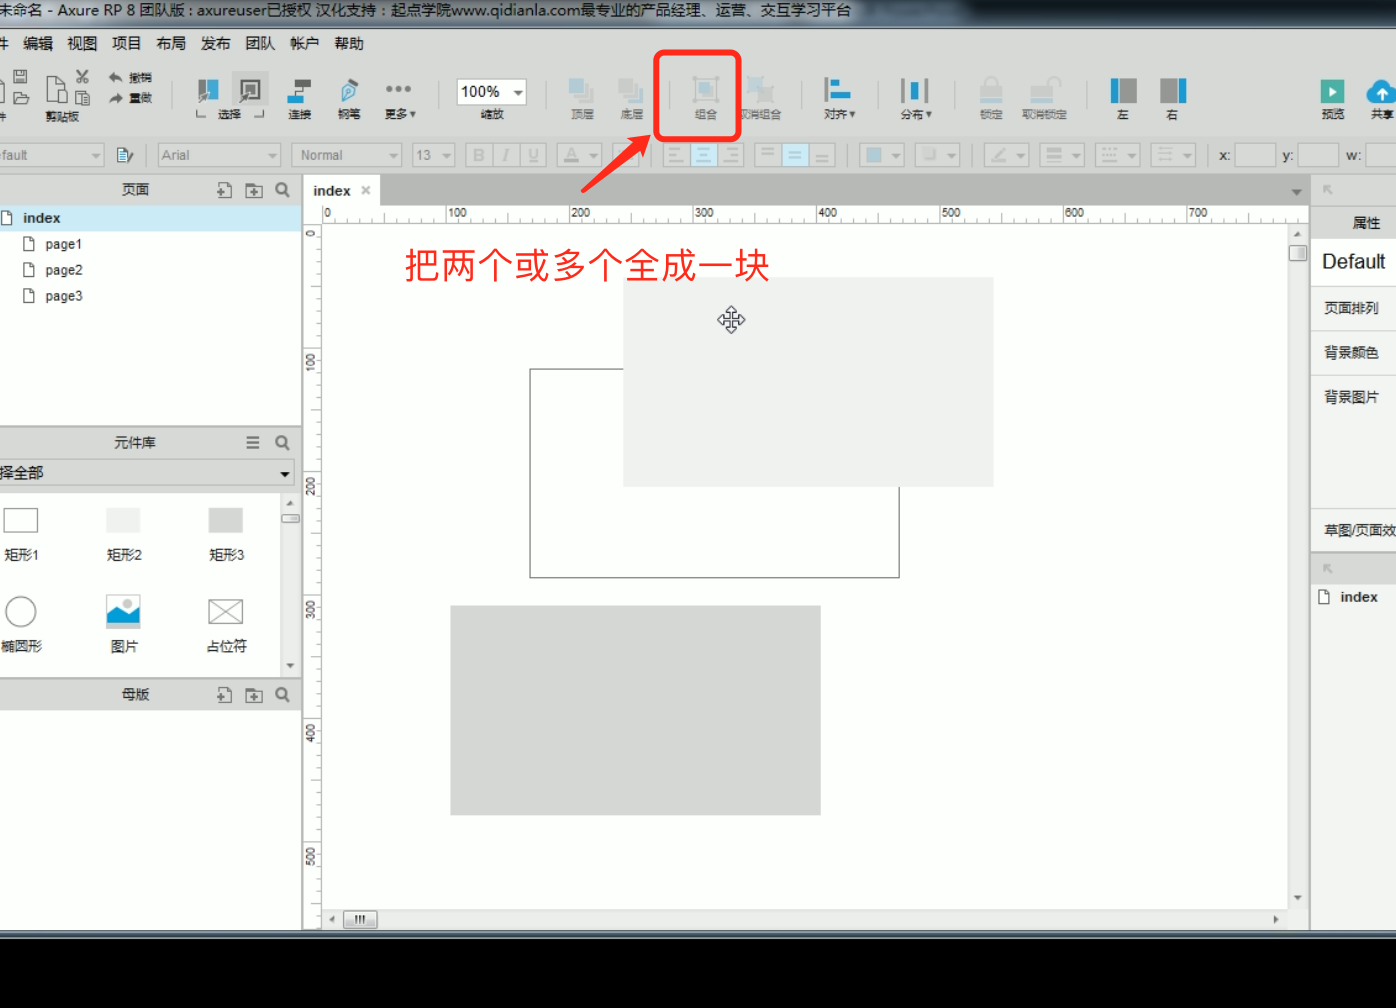 未命名 - Axure RP 8 团队版 : axureuser已授权 汉化支持：起点学院www.qidianla.com最专业的产品经理、运营、交互学习平台
件 编辑 视图 项目 布局 发布 团队 帐户 帮助
撤销
重做
件 剪贴板 选择 连接 钢笔 更多▾ 100% 缩放 顶层 底层 组合 取消组合 对齐▾ 分布▾ 锁定 取消锁定 左 右 预览 共享
fault Arial Normal 13 B I U A x: y: w:
页面
index
page1
page2
page3
元件库
择全部
矩形1 矩形2 矩形3
椭圆形 图片 占位符
母版
index
0 100 200 300 400 500 600 700
0
100
200
300
400
500
把两个或多个全成一块
属性
Default
页面排列
背景颜色
背景图片
草图/页面效
index